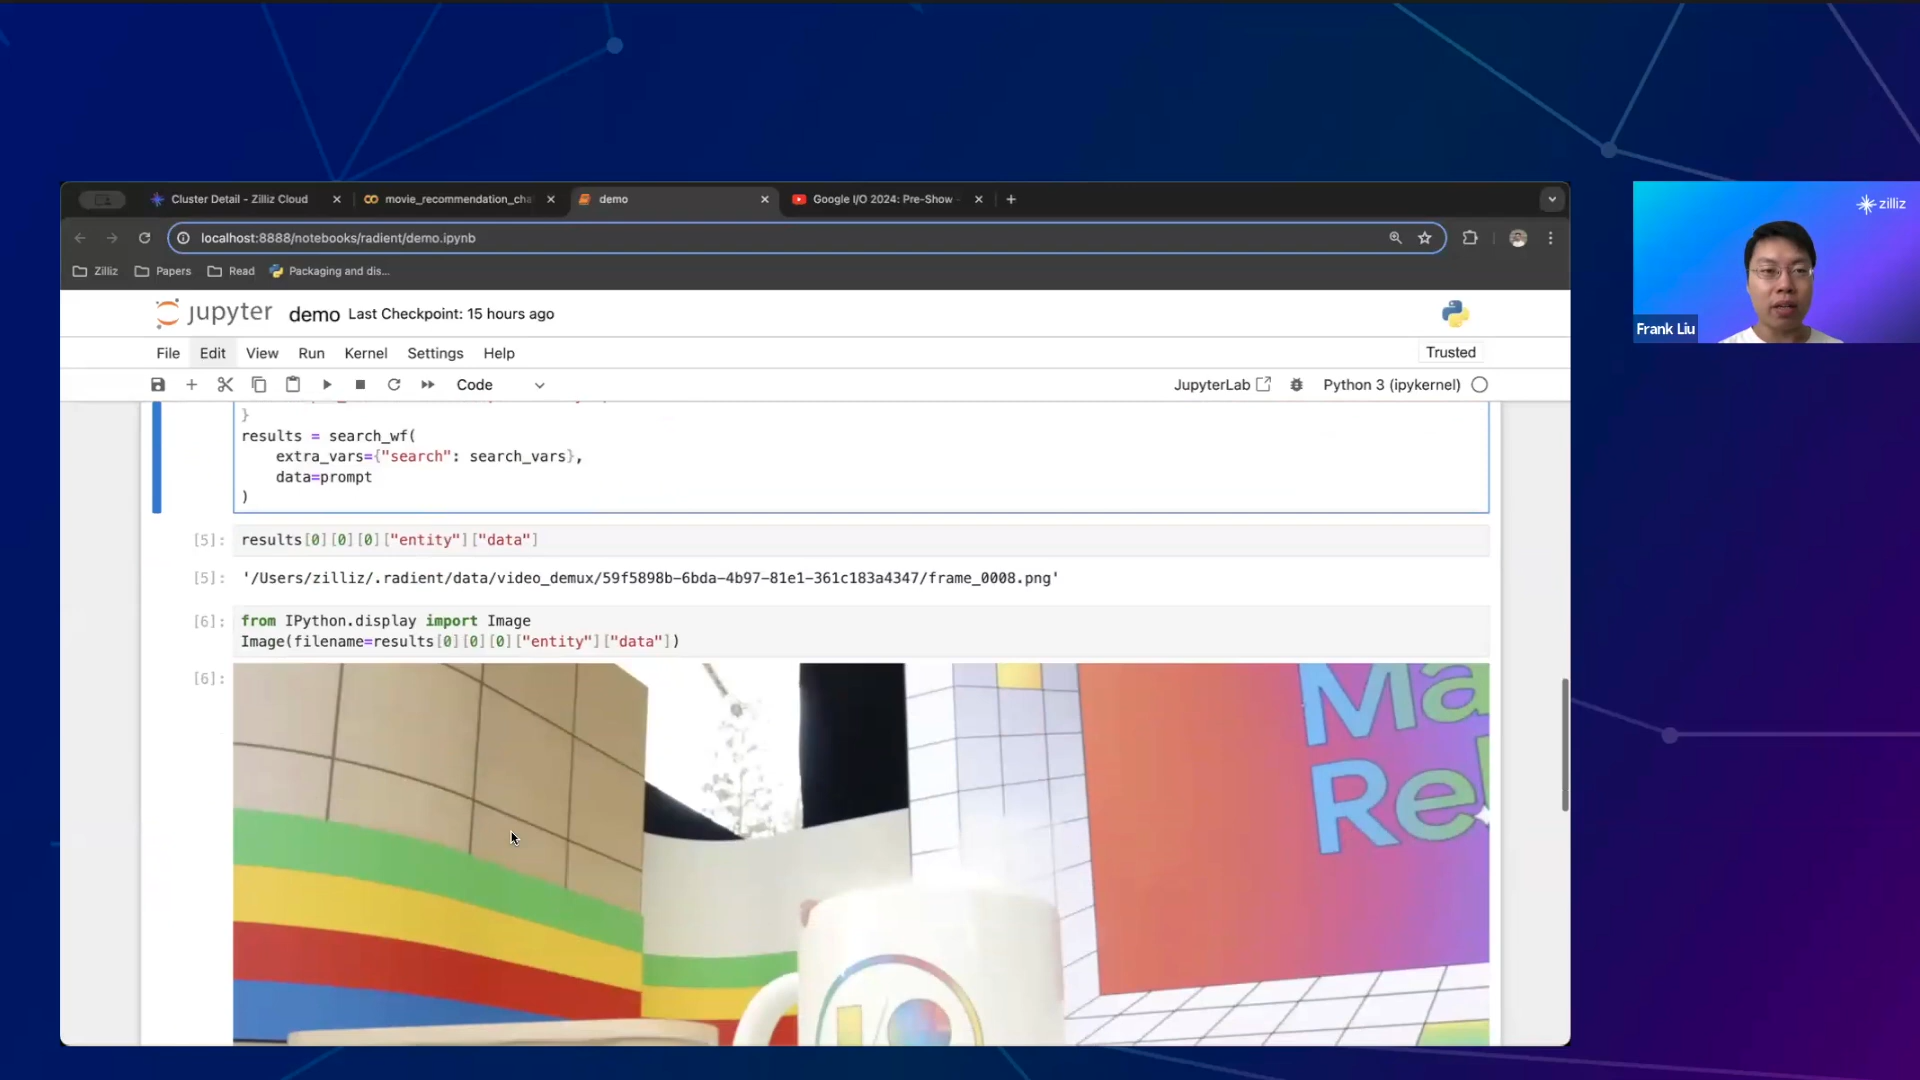 Cluster Detail - Zilliz Cloud
movie_recommendation_cha
demo
Google I/O 2024: Pre-Show
localhost:8888/notebooks/radient/demo.ipynb
Zilliz
Papers
Read
Packaging and dis...
zilliz
Frank Liu
jupyter demo Last Checkpoint: 15 hours ago
File Edit View Run Kernel Settings Help
Trusted
Code
JupyterLab
Python 3 (ipykernel)
}
results = search_wf(
extra_vars={"search": search_vars},
data=prompt
)
[5]: results[0][0][0]["entity"]["data"]
[5]: '/Users/zilliz/.radient/data/video_demux/59f5898b-6bda-4b97-81e1-361c183a4347/frame_0008.png'
[6]: from IPython.display import Image
Image(filename=results[0][0][0]["entity"]["data"])
[6]:
Ma
Rel
I/O